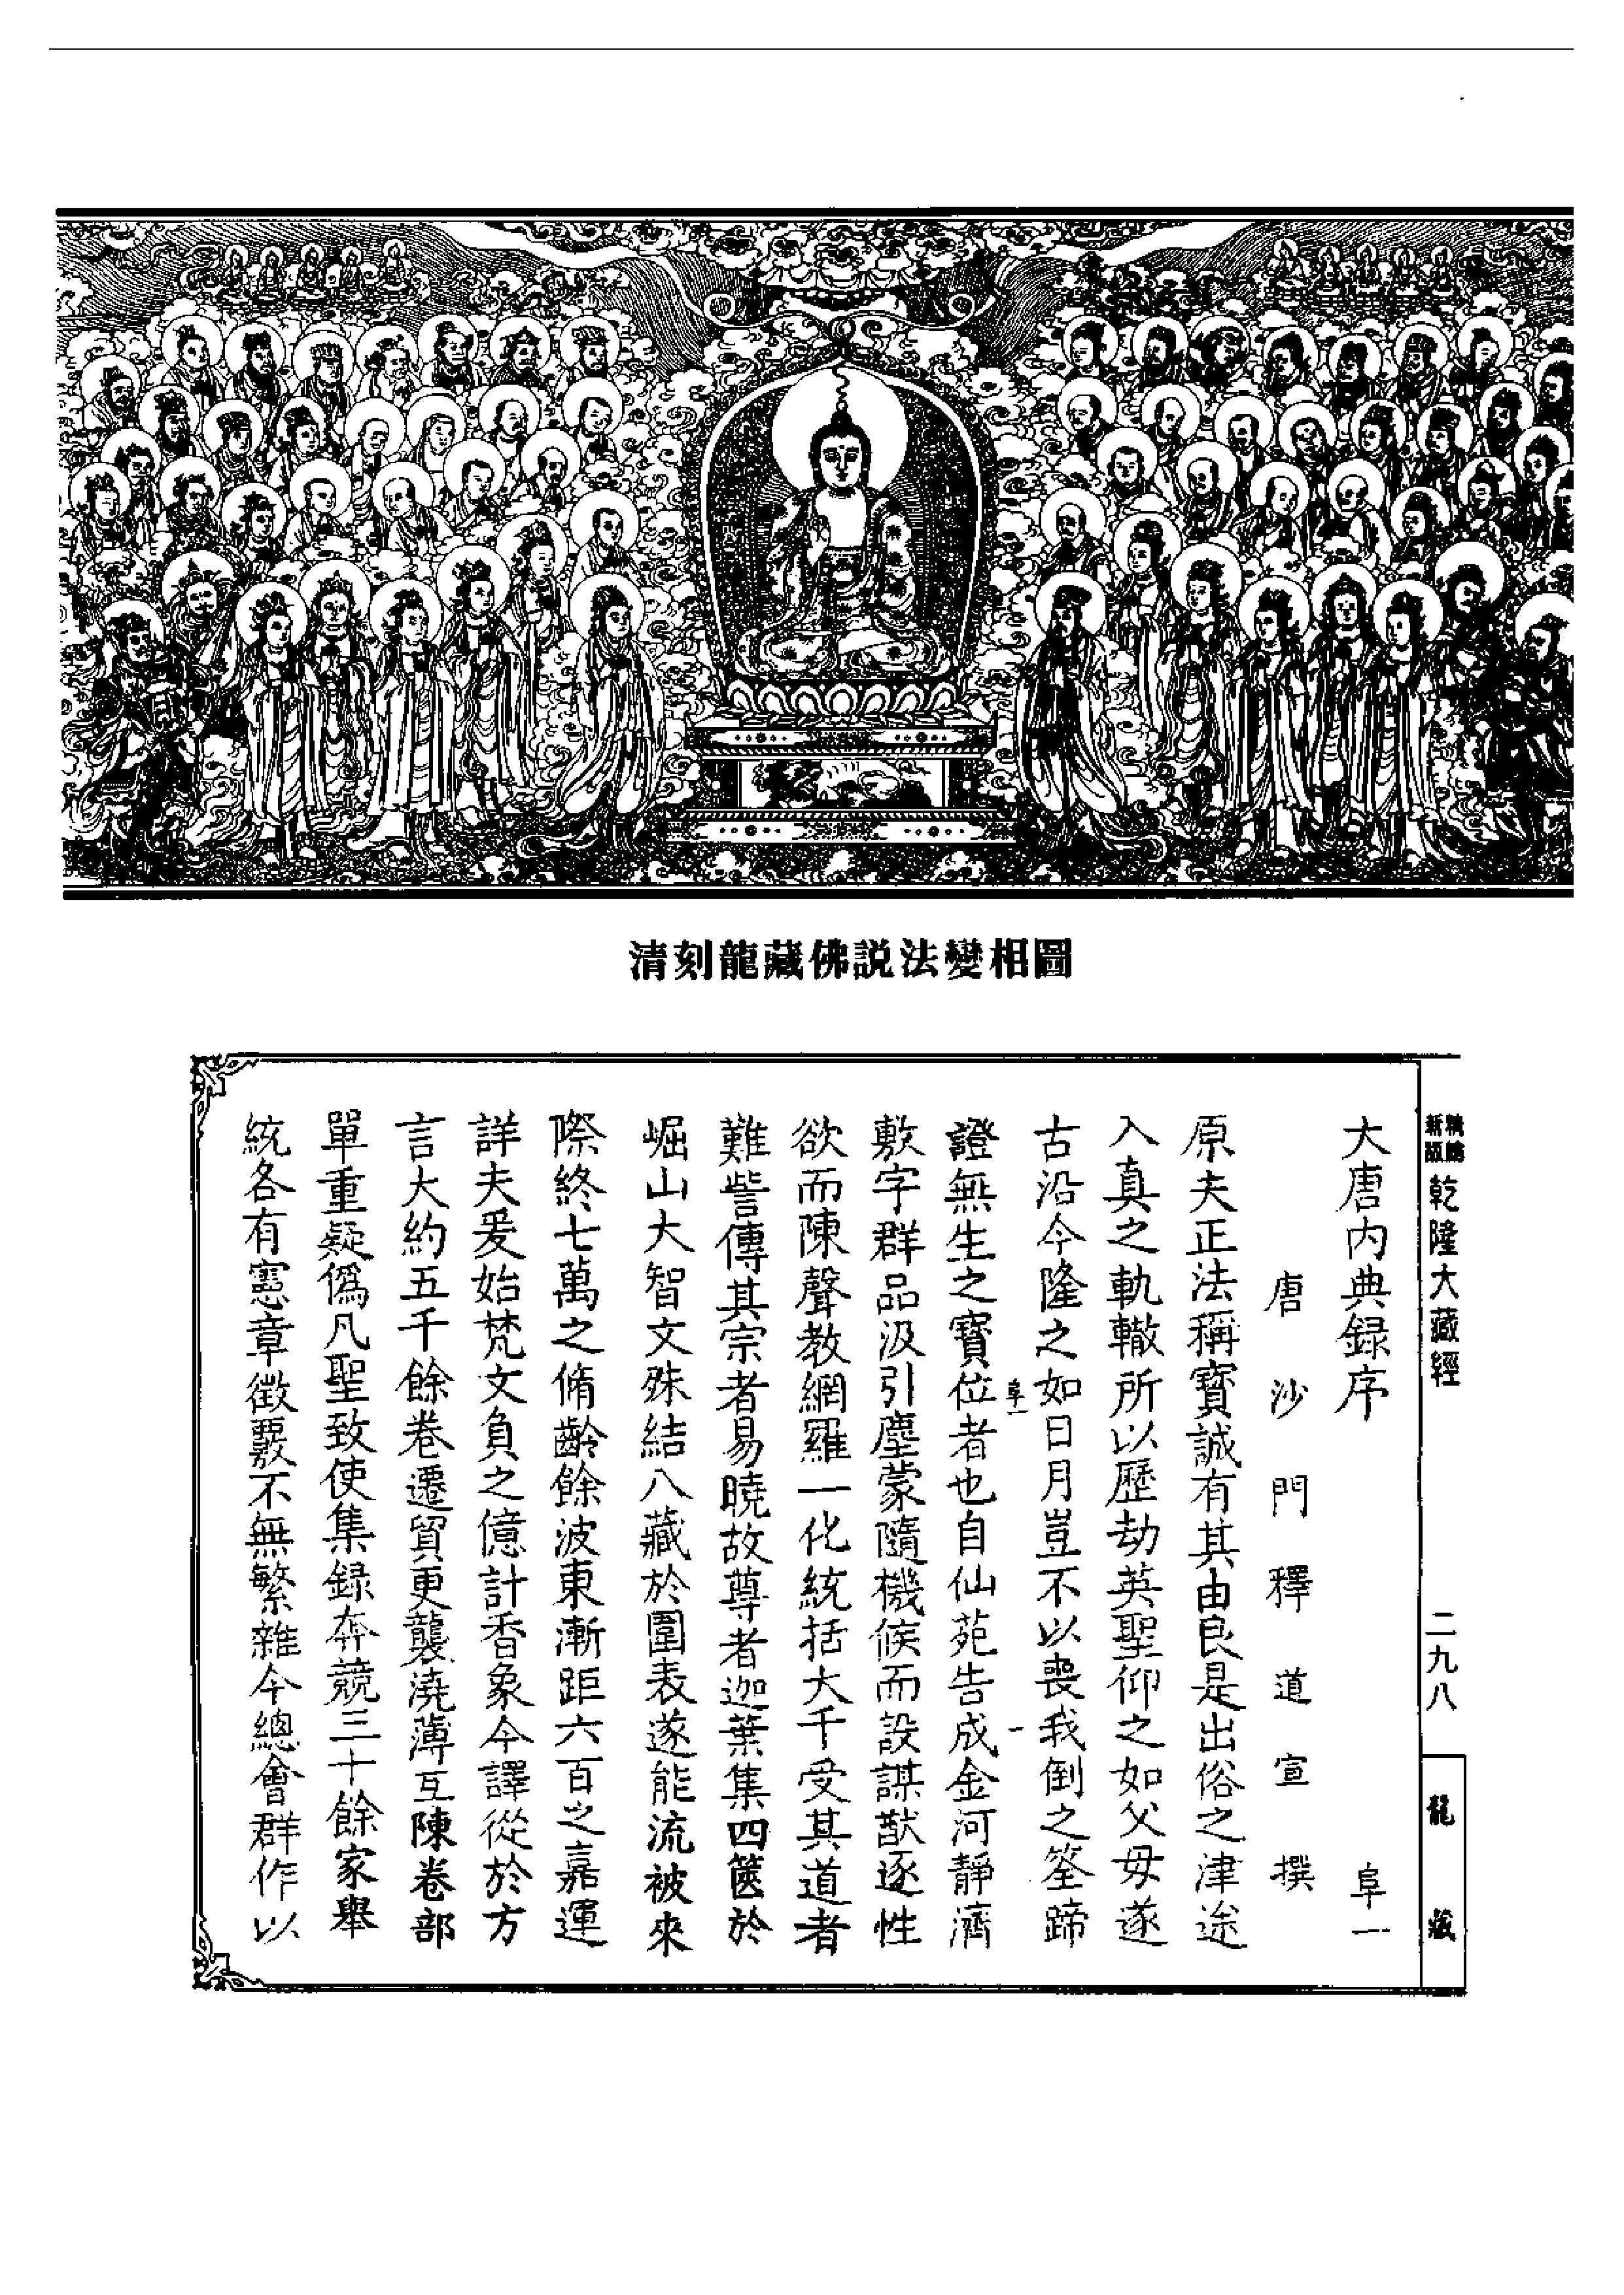 清刻龍藏佛説法變相圖
新版
乾隆大藏經
二九八
龍藏
大唐内典録序 阜一
唐沙門釋道宣撰
原夫正法稱寶誠有其由良是出俗之津途
入真之軌轍所以歷劫英聖仰之如父母遂
古沿今隆之如日月豈不以喪我倒之筌蹄
阜一
一
證無生之寶位者也自仙苑告成金河靜濟
敷字群品汲引塵蒙隨機候而設謀猷逐性
欲而陳聲教網羅一化統括大千受其道者
難訾傳其宗者易曉故尊者迦葉集四篋於
崛山大智文殊結八藏於圍表遂能流被來
際終七萬之脩齡餘波東漸距六百之嘉運
詳夫爰始梵文負之億計香象今譯從於方
言大約五千餘卷遷貿更襲澆薄互陳卷部
單重疑僞凡聖致使集録奔競三十餘家舉
統各有憲章徵覈不無繁雜今總會群作以